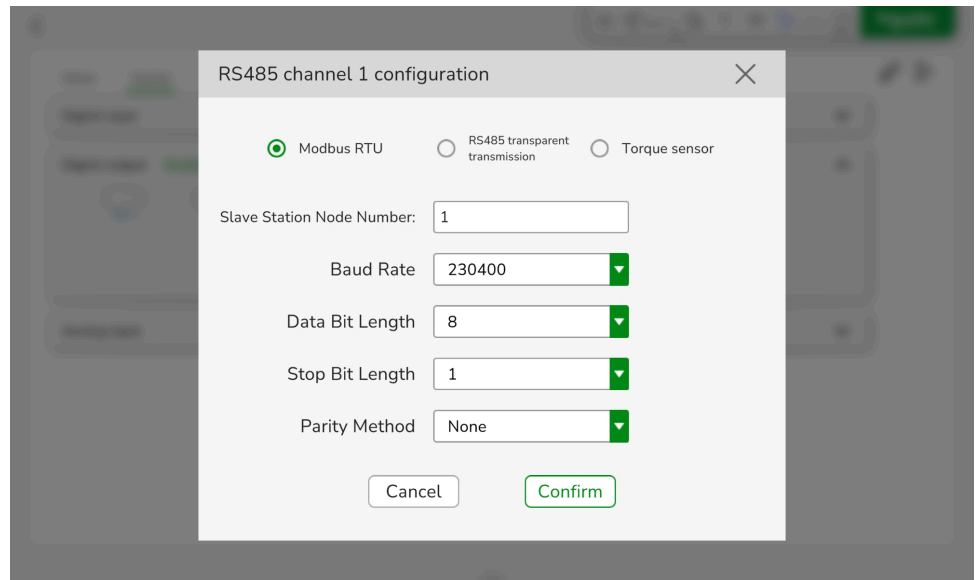 RS485 channel 1 configuration
Modbus RTU
RS485 transparent
transmission
Torque sensor
Slave Station Node Number: 1
Baud Rate 230400
Data Bit Length 8
Stop Bit Length 1
Parity Method None
Cancel Confirm